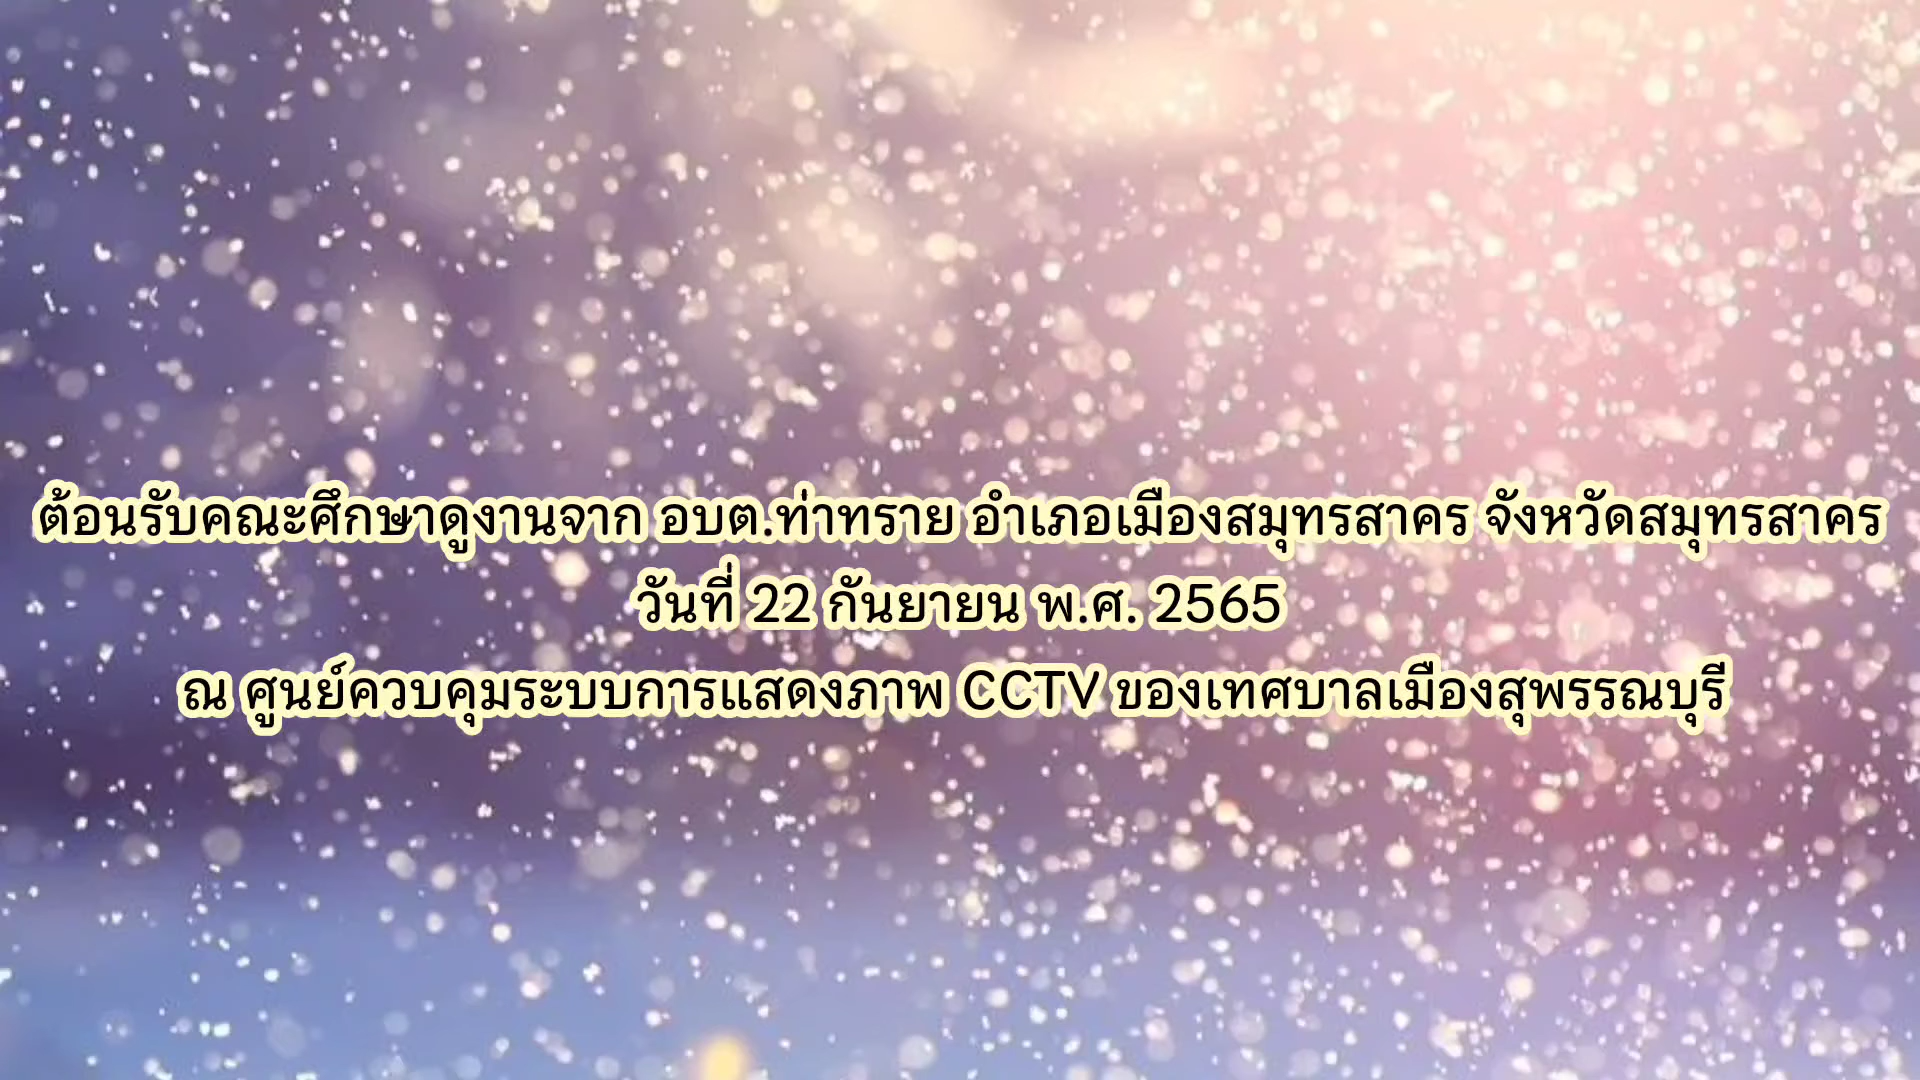 ต้อนรับคณะศึกษาดูงานจาก อบต.ท่าทราย อำเภอเมืองสมุทรสาคร จังหวัดสมุทรสาคร
วันที่ 22 กันยายน พ.ศ. 2565
ณ ศูนย์ควบคุมระบบการแสดงภาพ CCTV ของเทศบาลเมืองสุพรรณบุรี